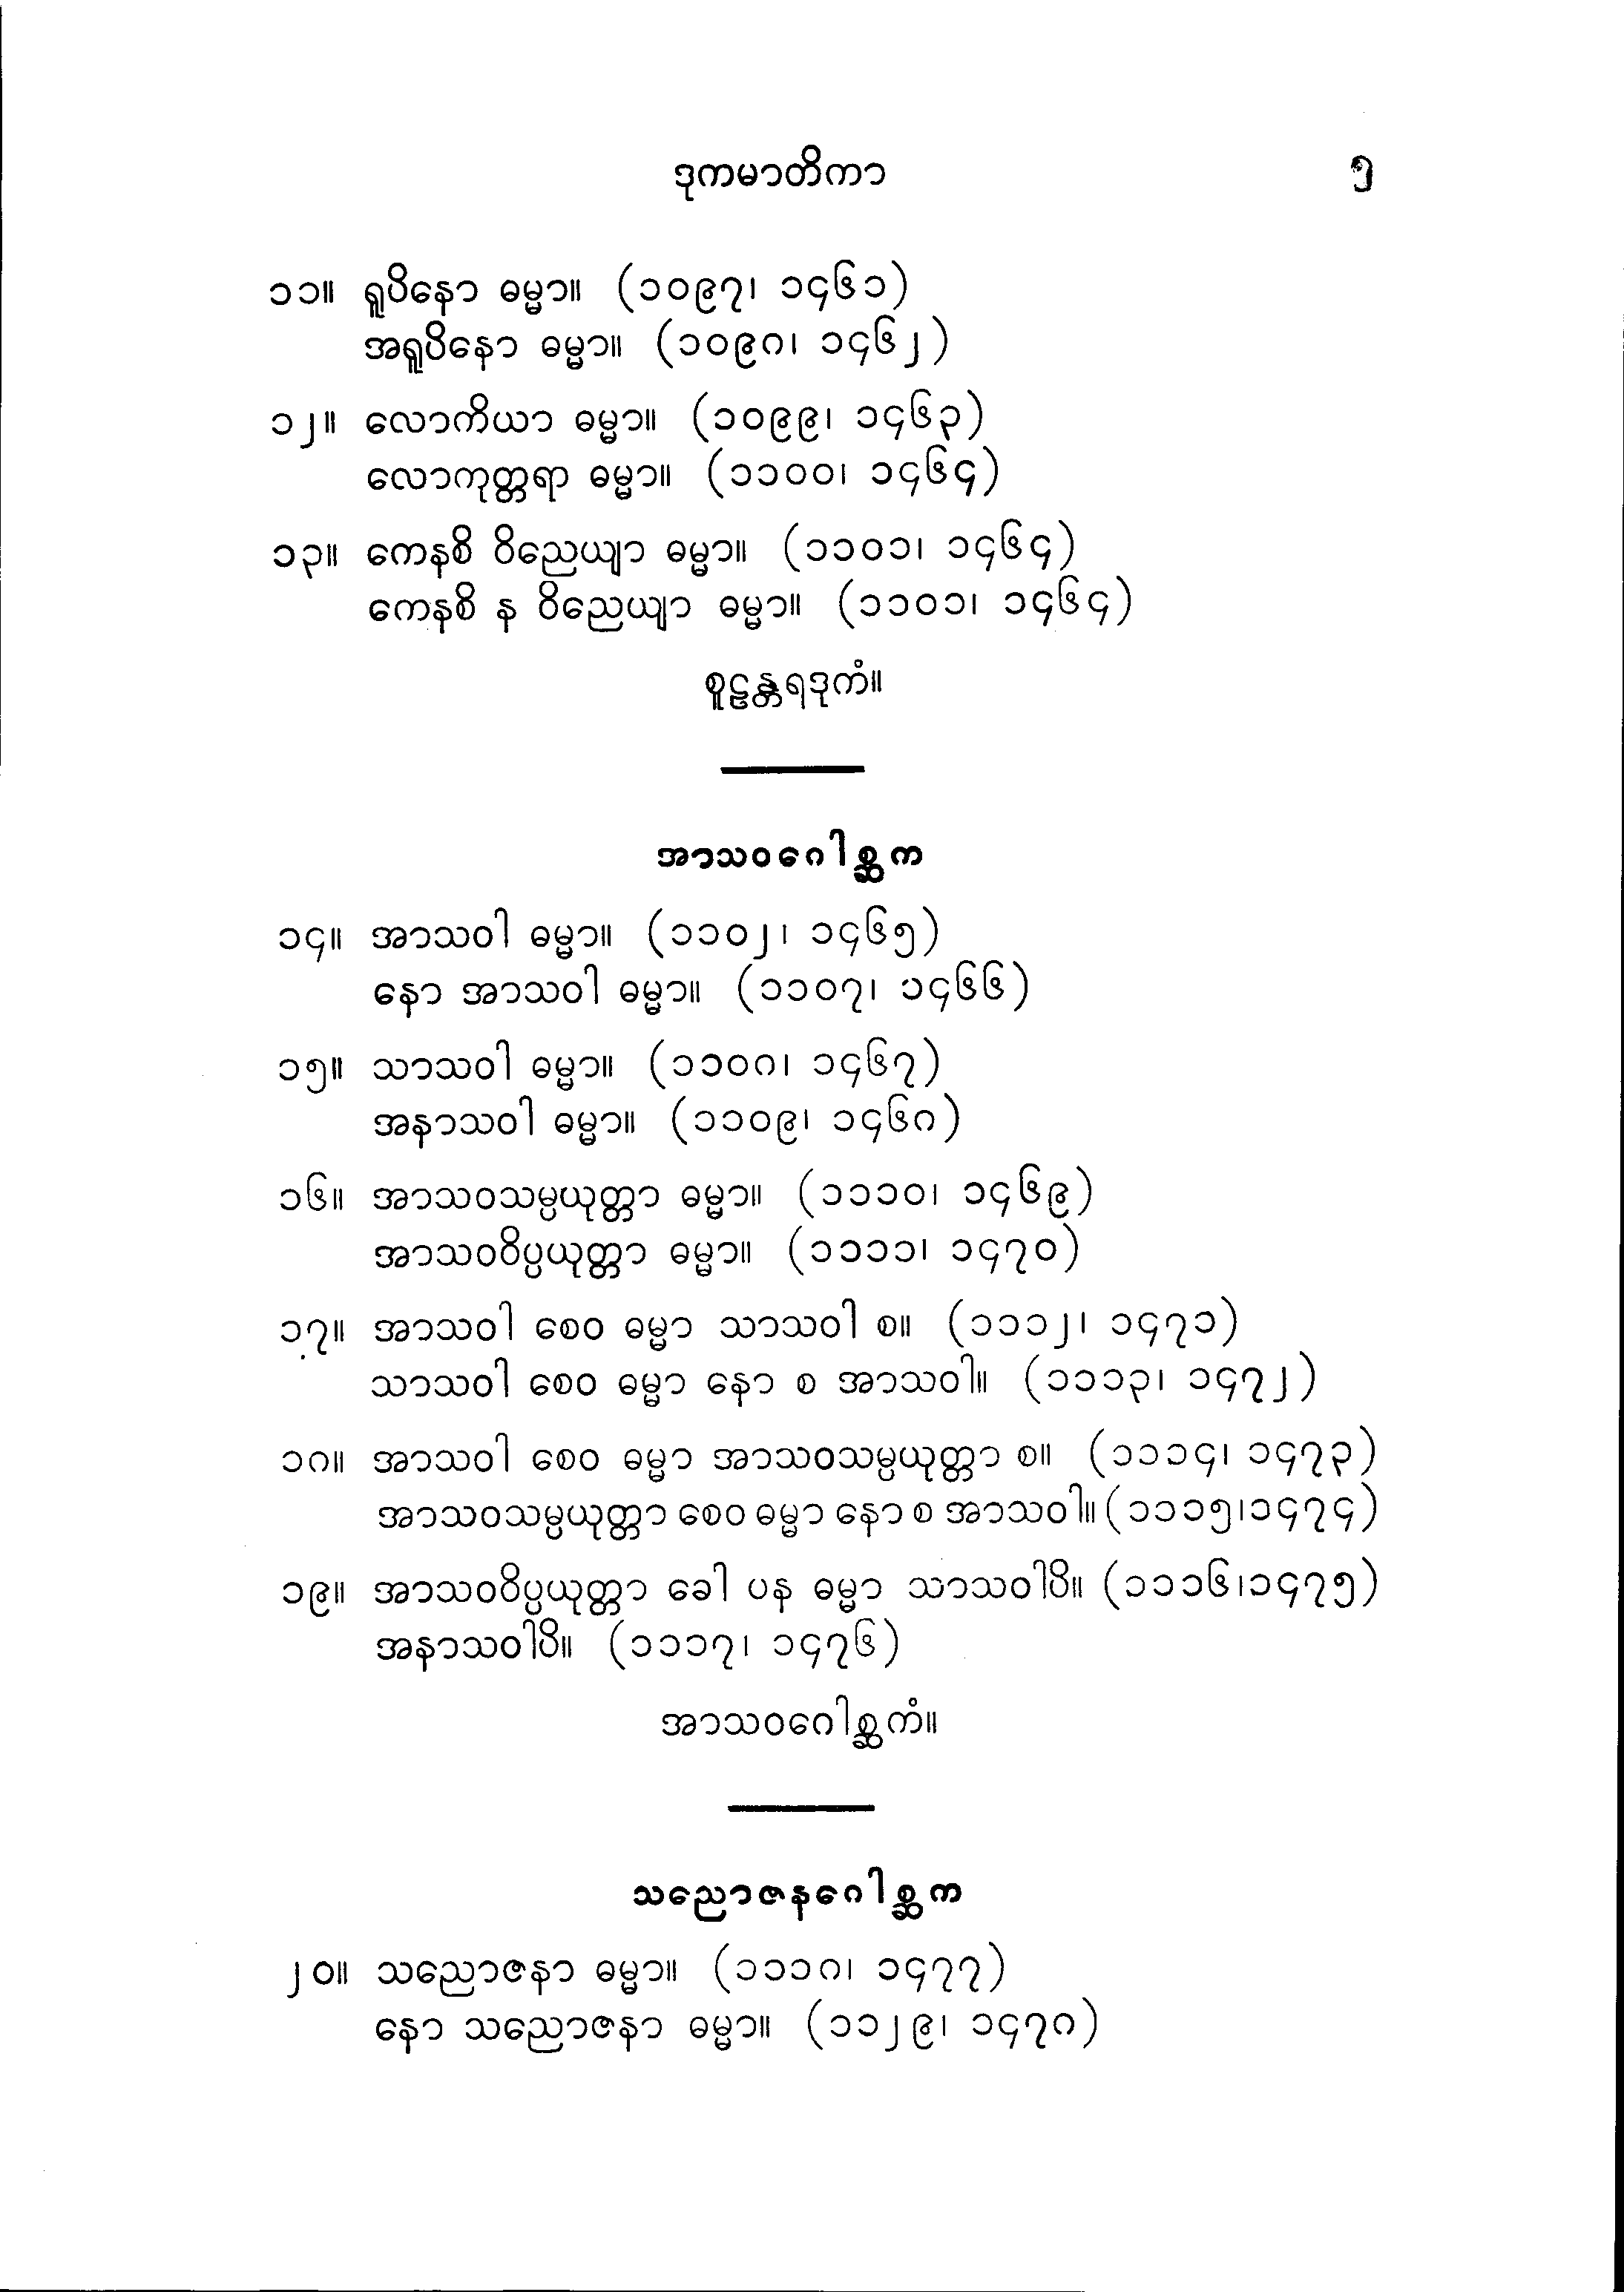 ဒုကမာတိကာ ၅
၁၁။ ရူပိနော ဓမ္မာ။ (၁၀၉၇၊ ၁၄၆၁)
အရူပိနော ဓမ္မာ။ (၁၀၉၈၊ ၁၄၆၂)
၁၂။ လောကိယာ ဓမ္မာ။ (၁၀၉၉၊ ၁၄၆၃)
လောကုတ္တရာ ဓမ္မာ။ (၁၁၀၀၊ ၁၄၆၄)
၁၃။ ကေနစိ ဝိညေယျာ ဓမ္မာ။ (၁၁၀၁၊ ၁၄၆၄)
ကေနစိ န ဝိညေယျာ ဓမ္မာ။ (၁၁၀၁၊ ၁၄၆၄)
စူဠန္တရဒုကံ။
အာသဝဂေါစ္ဆက
၁၄။ အာသဝါ ဓမ္မာ။ (၁၁၀၂၊ ၁၄၆၅)
နော အာသဝါ ဓမ္မာ။ (၁၁၀၇၊ ၁၄၆၆)
၁၅။ သာသဝါ ဓမ္မာ။ (၁၁၀၈၊ ၁၄၆၇)
အနာသဝါ ဓမ္မာ။ (၁၁၀၉၊ ၁၄၆၈)
၁၆။ အာသဝသမ္ပယုတ္တာ ဓမ္မာ။ (၁၁၁၀၊ ၁၄၆၉)
အာသဝဝိပ္ပယုတ္တာ ဓမ္မာ။ (၁၁၁၁၊ ၁၄၇၀)
၁၇။ အာသဝါ စေဝ ဓမ္မာ သာသဝါ စ။ (၁၁၁၂၊ ၁၄၇၁)
သာသဝါ စေဝ ဓမ္မာ နော စ အာသဝါ။ (၁၁၁၃၊ ၁၄၇၂)
၁၈။ အာသဝါ စေဝ ဓမ္မာ အာသဝသမ္ပယုတ္တာ စ။ (၁၁၁၄၊ ၁၄၇၃)
အာသဝသမ္ပယုတ္တာ စေဝ ဓမ္မာ နော စ အာသဝါ။ (၁၁၁၅၊၁၄၇၄)
၁၉။ အာသဝဝိပ္ပယုတ္တာ ခေါ ပန ဓမ္မာ သာသဝါပိ။ (၁၁၁၆၊၁၄၇၅)
အနာသဝါပိ။ (၁၁၁၇၊ ၁၄၇၆)
အာသဝဂေါစ္ဆကံ။
သညောဇနဂေါစ္ဆက
၂၀။ သညောဇနာ ဓမ္မာ။ (၁၁၁၈၊ ၁၄၇၇)
နော သညောဇနာ ဓမ္မာ။ (၁၁၂၉၊ ၁၄၇၈)